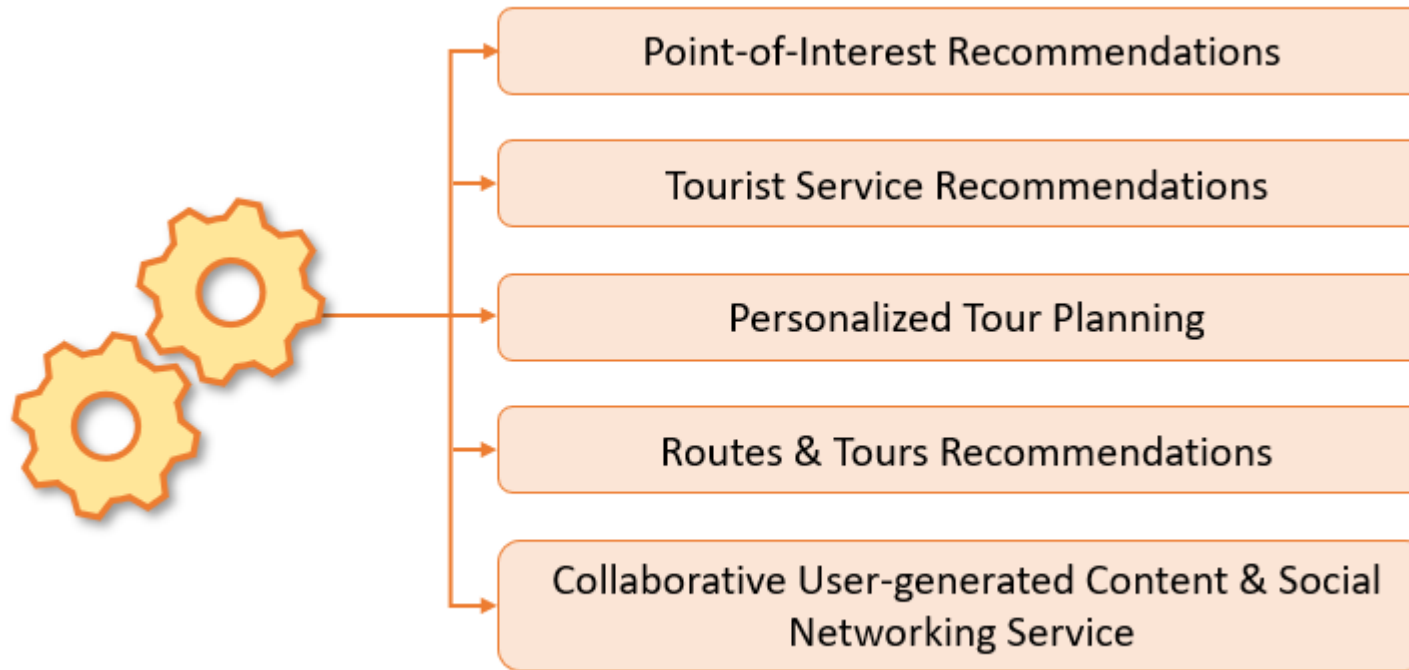 Point-of-Interest Recommendations
Tourist Service Recommendations
Personalized Tour Planning
Routes & Tours Recommendations
Collaborative User-generated Content & Social
Networking Service